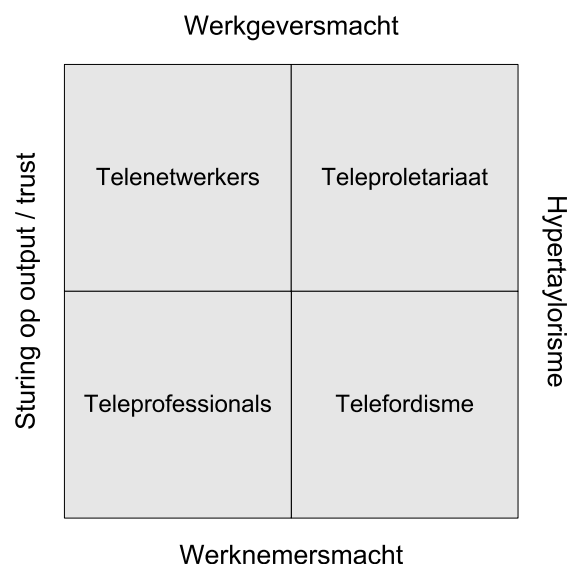 Werkgeversmacht
Sturing op output / trust
Telenetwerkers
Teleproletariaat
Hypertaylorisme
Teleprofessionals
Telefordisme
Werknemersmacht